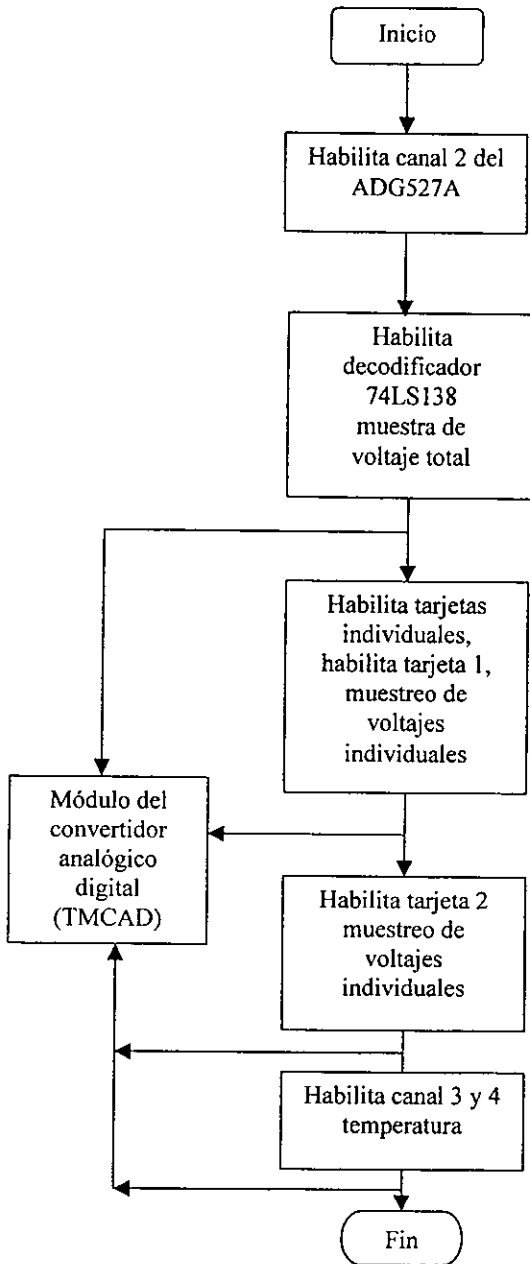 Inicio
Habilita canal 2 del
ADG527A
Habilita
decodificador
74LS138
muestra de
voltaje total
Habilita tarjetas
individuales,
habilita tarjeta 1,
muestreo de
voltajes
individuales
Módulo del
convertidor
analógico
digital
(TMCAD)
Habilita tarjeta 2
muestreo de
voltajes
individuales
Habilita canal 3 y 4
temperatura
Fin